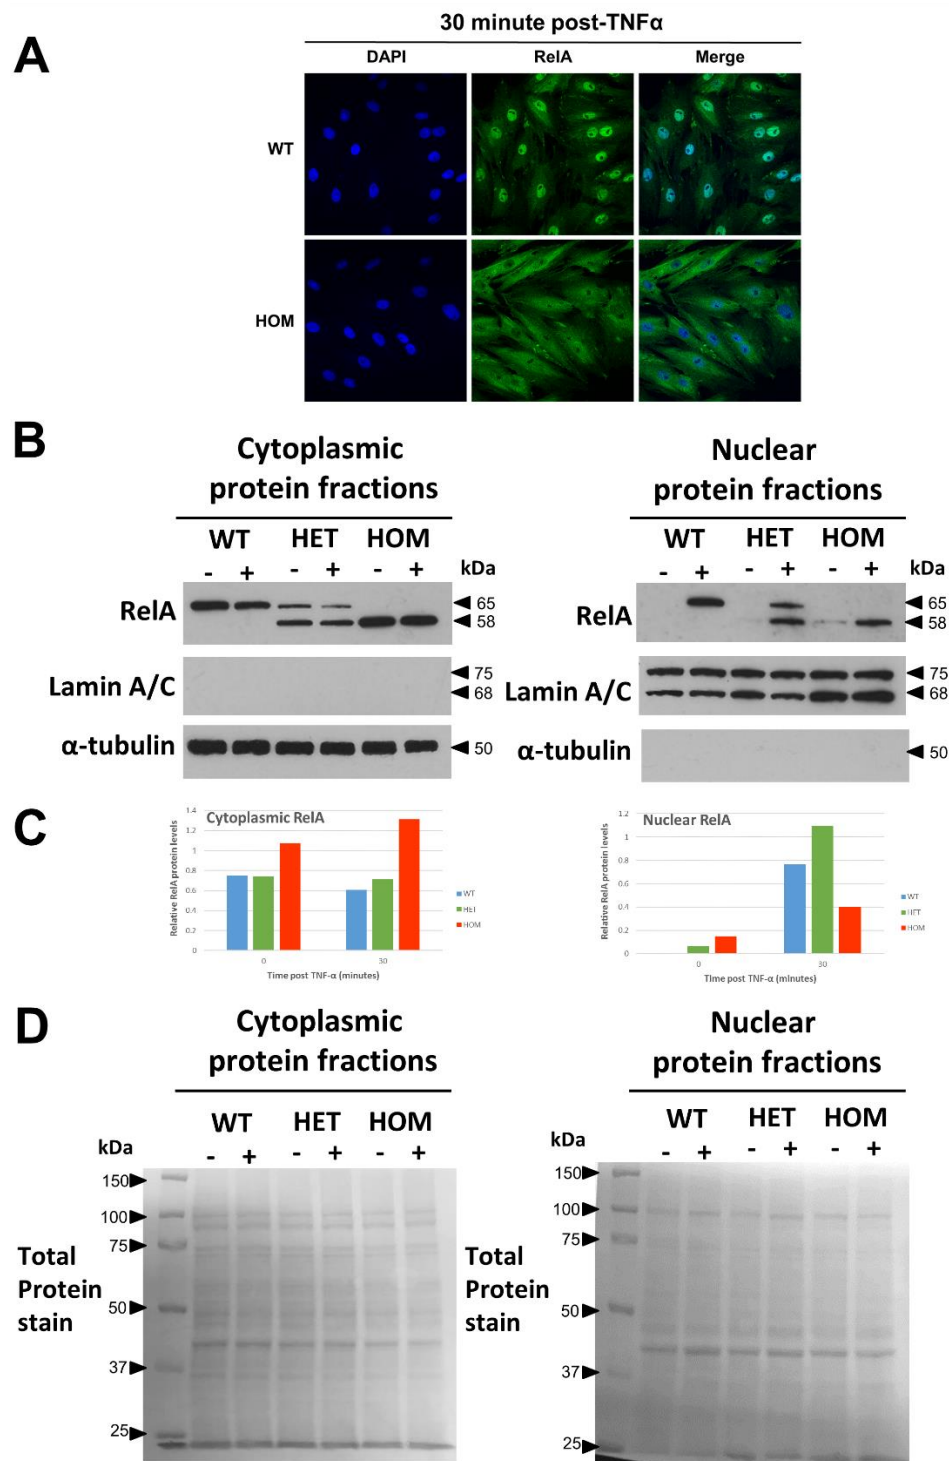 A
30 minute post-TNFα
DAPI RelA Merge
WT
HOM
B
Cytoplasmic
protein fractions
WT HET HOM
- + - + - + kDa
RelA
65
58
Lamin A/C
75
68
α-tubulin
50
Nuclear
protein fractions
WT HET HOM
- + - + - + kDa
RelA
65
58
Lamin A/C
75
68
α-tubulin
50
C
Cytoplasmic RelA
Relative RelA protein levels
1.4
1.2
1
0.8
0.6
0.4
0.2
0
0 30
Time post TNF-α (minutes)
WT
HET
HOM
Nuclear RelA
Relative RelA protein levels
1.2
1
0.8
0.6
0.4
0.2
0
0 30
Time post TNF-α (minutes)
WT
HET
HOM
D
Cytoplasmic
protein fractions
WT HET HOM
kDa
- + - + - +
150
100
75
50
37
25
Total
Protein
stain
Nuclear
protein fractions
WT HET HOM
kDa
- + - + - +
150
100
75
50
37
25
Total
Protein
stain